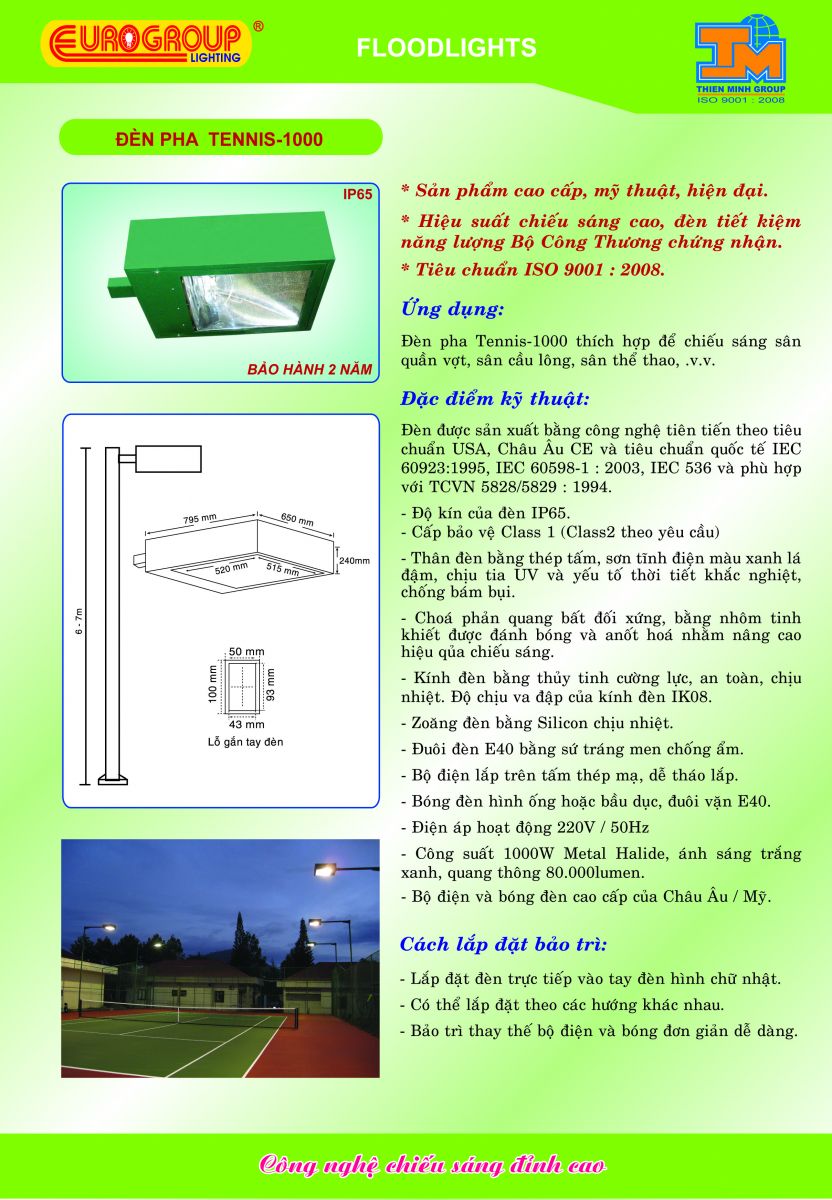 EUROGROUP ®
LIGHTING
FLOODLIGHTS
TM
THIEN MINH GROUP
ISO 9001 : 2008
ĐÈN PHA TENNIS-1000
IP65
BẢO HÀNH 2 NĂM
* Sản phẩm cao cấp, mỹ thuật, hiện đại.
* Hiệu suất chiếu sáng cao, đèn tiết kiệm
năng lượng Bộ Công Thương chứng nhận.
* Tiêu chuẩn ISO 9001 : 2008.
Ứng dụng:
Đèn pha Tennis-1000 thích hợp để chiếu sáng sân
quần vợt, sân cầu lông, sân thể thao, .v.v.
Đặc điểm kỹ thuật:
Đèn được sản xuất bằng công nghệ tiên tiến theo tiêu
chuẩn USA, Châu Âu CE và tiêu chuẩn quốc tế IEC
60923:1995, IEC 60598-1 : 2003, IEC 536 và phù hợp
với TCVN 5828/5829 : 1994.
- Độ kín của đèn IP65.
- Cấp bảo vệ Class 1 (Class2 theo yêu cầu)
- Thân đèn bằng thép tấm, sơn tĩnh điện màu xanh lá
đậm, chịu tia UV và yếu tố thời tiết khắc nghiệt,
chống bám bụi.
- Choá phản quang bất đối xứng, bằng nhôm tinh
khiết được đánh bóng và anốt hoá nhằm nâng cao
hiệu qủa chiếu sáng.
- Kính đèn bằng thủy tinh cường lực, an toàn, chịu
nhiệt. Độ chịu va đập của kính đèn IK08.
- Zoăng đèn bằng Silicon chịu nhiệt.
- Đuôi đèn E40 bằng sứ tráng men chống ẩm.
- Bộ điện lắp trên tấm thép mạ, dễ tháo lắp.
- Bóng đèn hình ống hoặc bầu dục, đuôi vặn E40.
- Điện áp hoạt động 220V / 50Hz
- Công suất 1000W Metal Halide, ánh sáng trắng
xanh, quang thông 80.000lumen.
- Bộ điện và bóng đèn cao cấp của Châu Âu / Mỹ.
Cách lắp đặt bảo trì:
- Lắp đặt đèn trực tiếp vào tay đèn hình chữ nhật.
- Có thể lắp đặt theo các hướng khác nhau.
- Bảo trì thay thế bộ điện và bóng đơn giản dễ dàng.
795 mm
650 mm
240mm
520 mm
515 mm
6 - 7m
50 mm
100 mm
93 mm
43 mm
Lỗ gắn tay đèn
Công nghệ chiếu sáng đỉnh cao